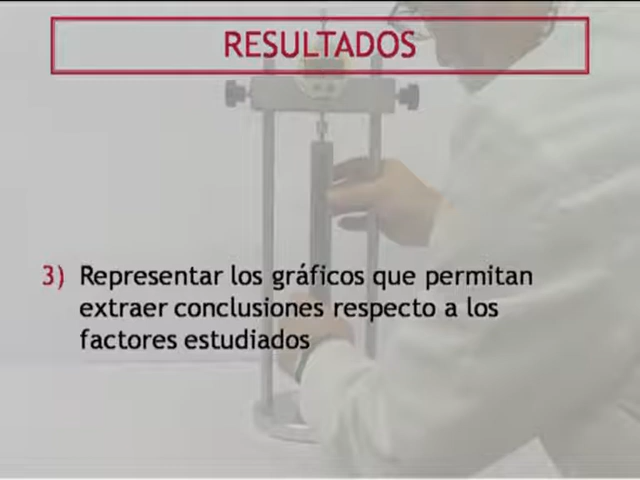 RESULTADOS
3) Representar los gráficos que permitan
extraer conclusiones respecto a los
factores estudiados